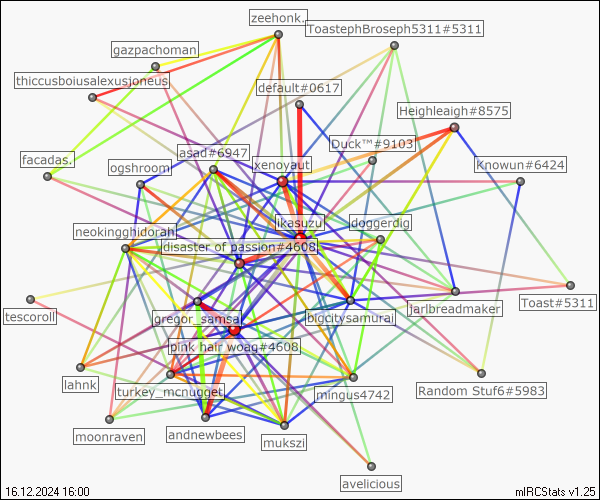 zeehonk.
ToastephBroseph5311#5311
gazpachoman
thiccusboiusalexusjoneus
default#0617
Heighleaigh#8575
Duck™#9103
asad#6947
facadas.
ogshroom
xenoyaut
Knowun#6424
ikasuzu
doggerdig
neokingghidorah
disaster of passion#4608
tescoroll
gregor_samsa
bigcitysamurai
jarlbreadmaker
Toast#5311
pink hair woag#4608
lahnk
turkey_mcnugget
mingus4742
Random Stuf6#5983
moonraven
andnewbees
mukszi
avelicious
16.12.2024 16:00
mIRCStats v1.25